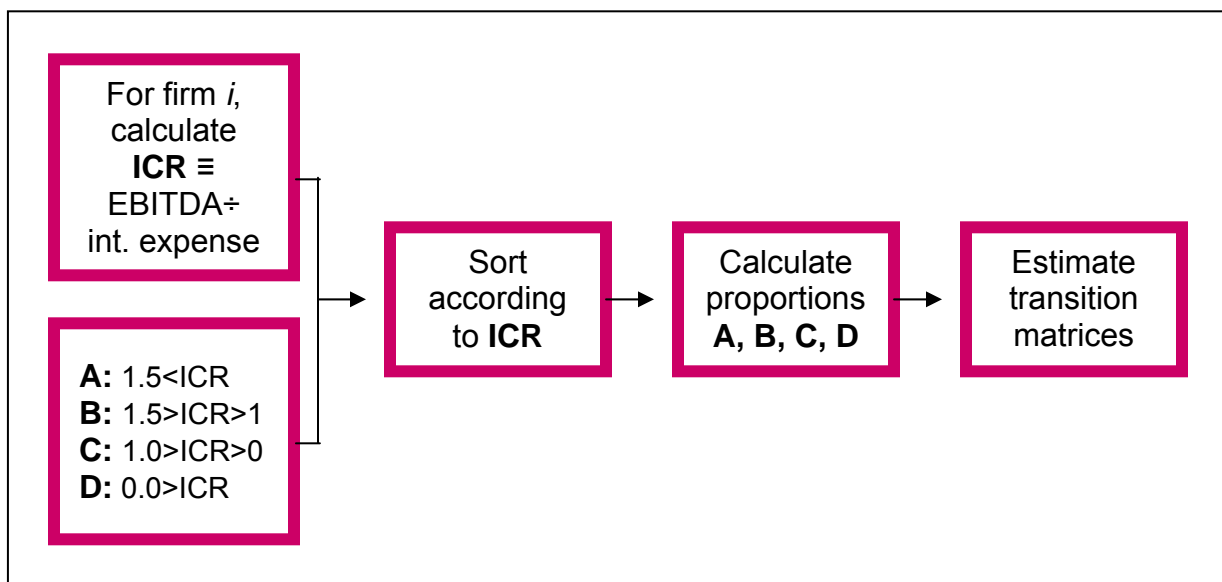 For firm i,
calculate
ICR ≡
EBITDA÷
int. expense
A: 1.5<ICR
B: 1.5>ICR>1
C: 1.0>ICR>0
D: 0.0>ICR
Sort
according
to ICR
Calculate
proportions
A, B, C, D
Estimate
transition
matrices